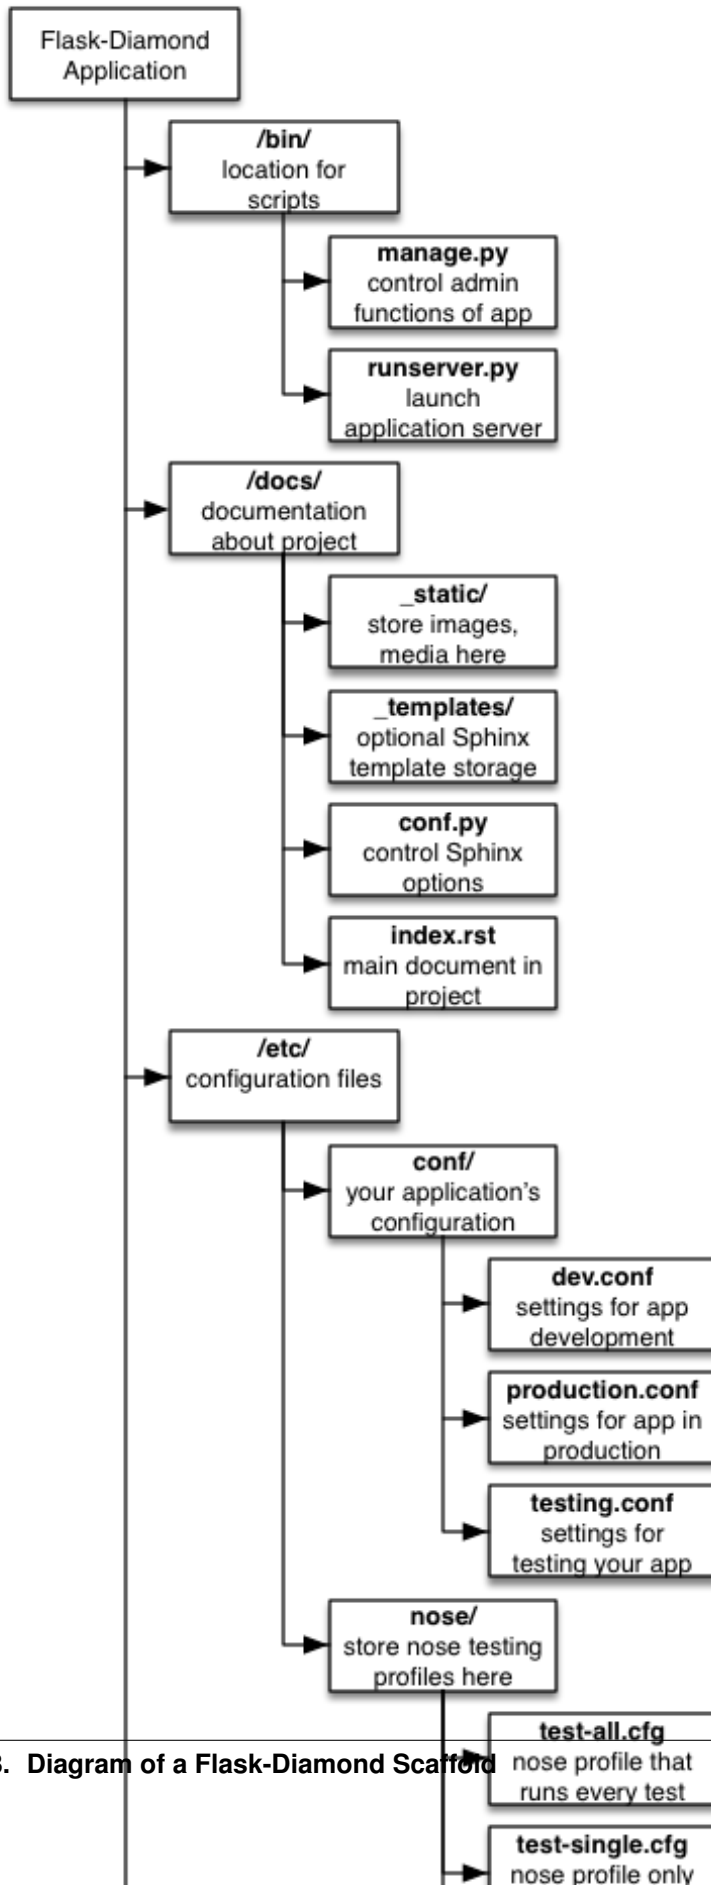 Flask-Diamond
Application
/bin/
location for
scripts
manage.py
control admin
functions of app
runserver.py
launch
application server
/docs/
documentation
about project
_static/
store images,
media here
_templates/
optional Sphinx
template storage
conf.py
control Sphinx
options
index.rst
main document in
project
/etc/
configuration files
conf/
your application's
configuration
dev.conf
settings for app
development
production.conf
settings for app in
production
testing.conf
settings for
testing your app
nose/
store nose testing
profiles here
test-all.cfg
nose profile that
runs every test
. Diagram of a Flask-Diamond Scaffold
test-single.cfg
nose profile only